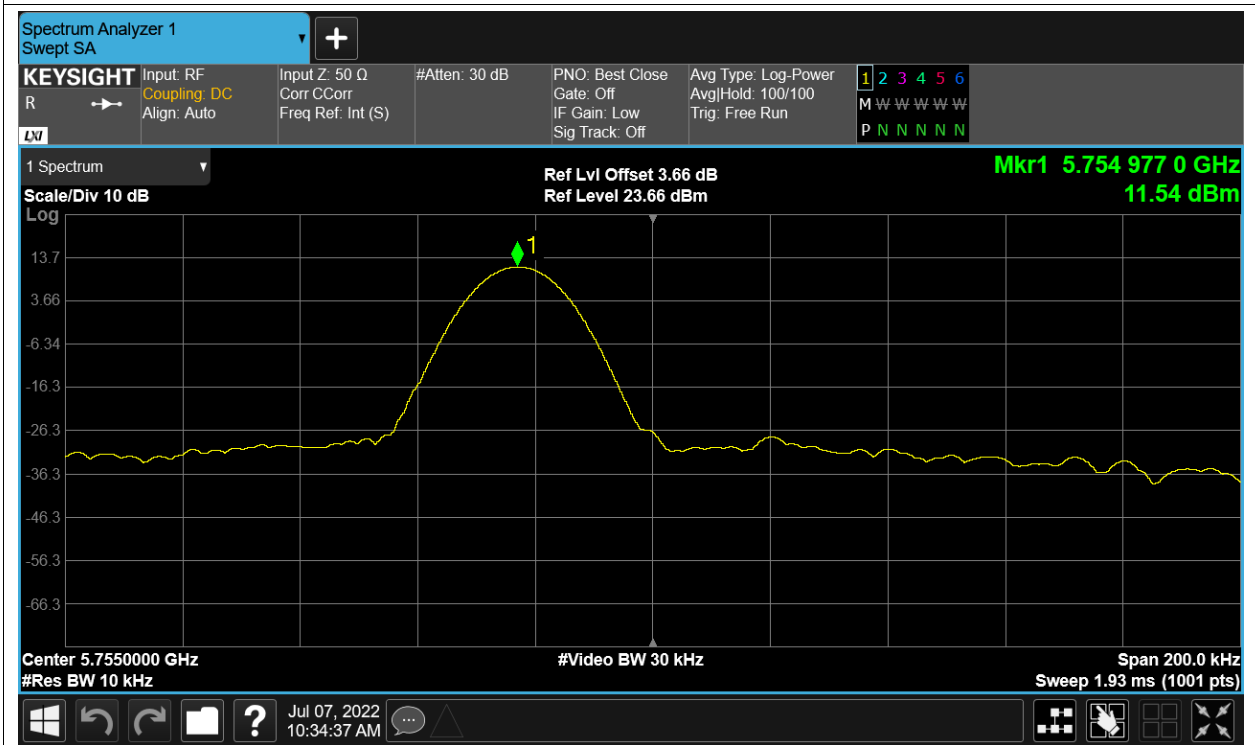 Spectrum Analyzer 1
Swept SA
KEYSIGHT
R
LXI
Input: RF
Coupling: DC
Align: Auto
Input Z: 50 Ω
Corr CCorr
Freq Ref: Int (S)
#Atten: 30 dB
PNO: Best Close
Gate: Off
IF Gain: Low
Sig Track: Off
Avg Type: Log-Power
Avg|Hold: 100/100
Trig: Free Run
1 2 3 4 5 6
M W W W W W
P N N N N N
1 Spectrum
Scale/Div 10 dB
Log
Ref Lvl Offset 3.66 dB
Ref Level 23.66 dBm
Mkr1 5.754 977 0 GHz
11.54 dBm
1
13.7
3.66
-6.34
-16.3
-26.3
-36.3
-46.3
-56.3
-66.3
Center 5.7550000 GHz
#Res BW 10 kHz
#Video BW 30 kHz
Span 200.0 kHz
Sweep 1.93 ms (1001 pts)
?
Jul 07, 2022
10:34:37 AM